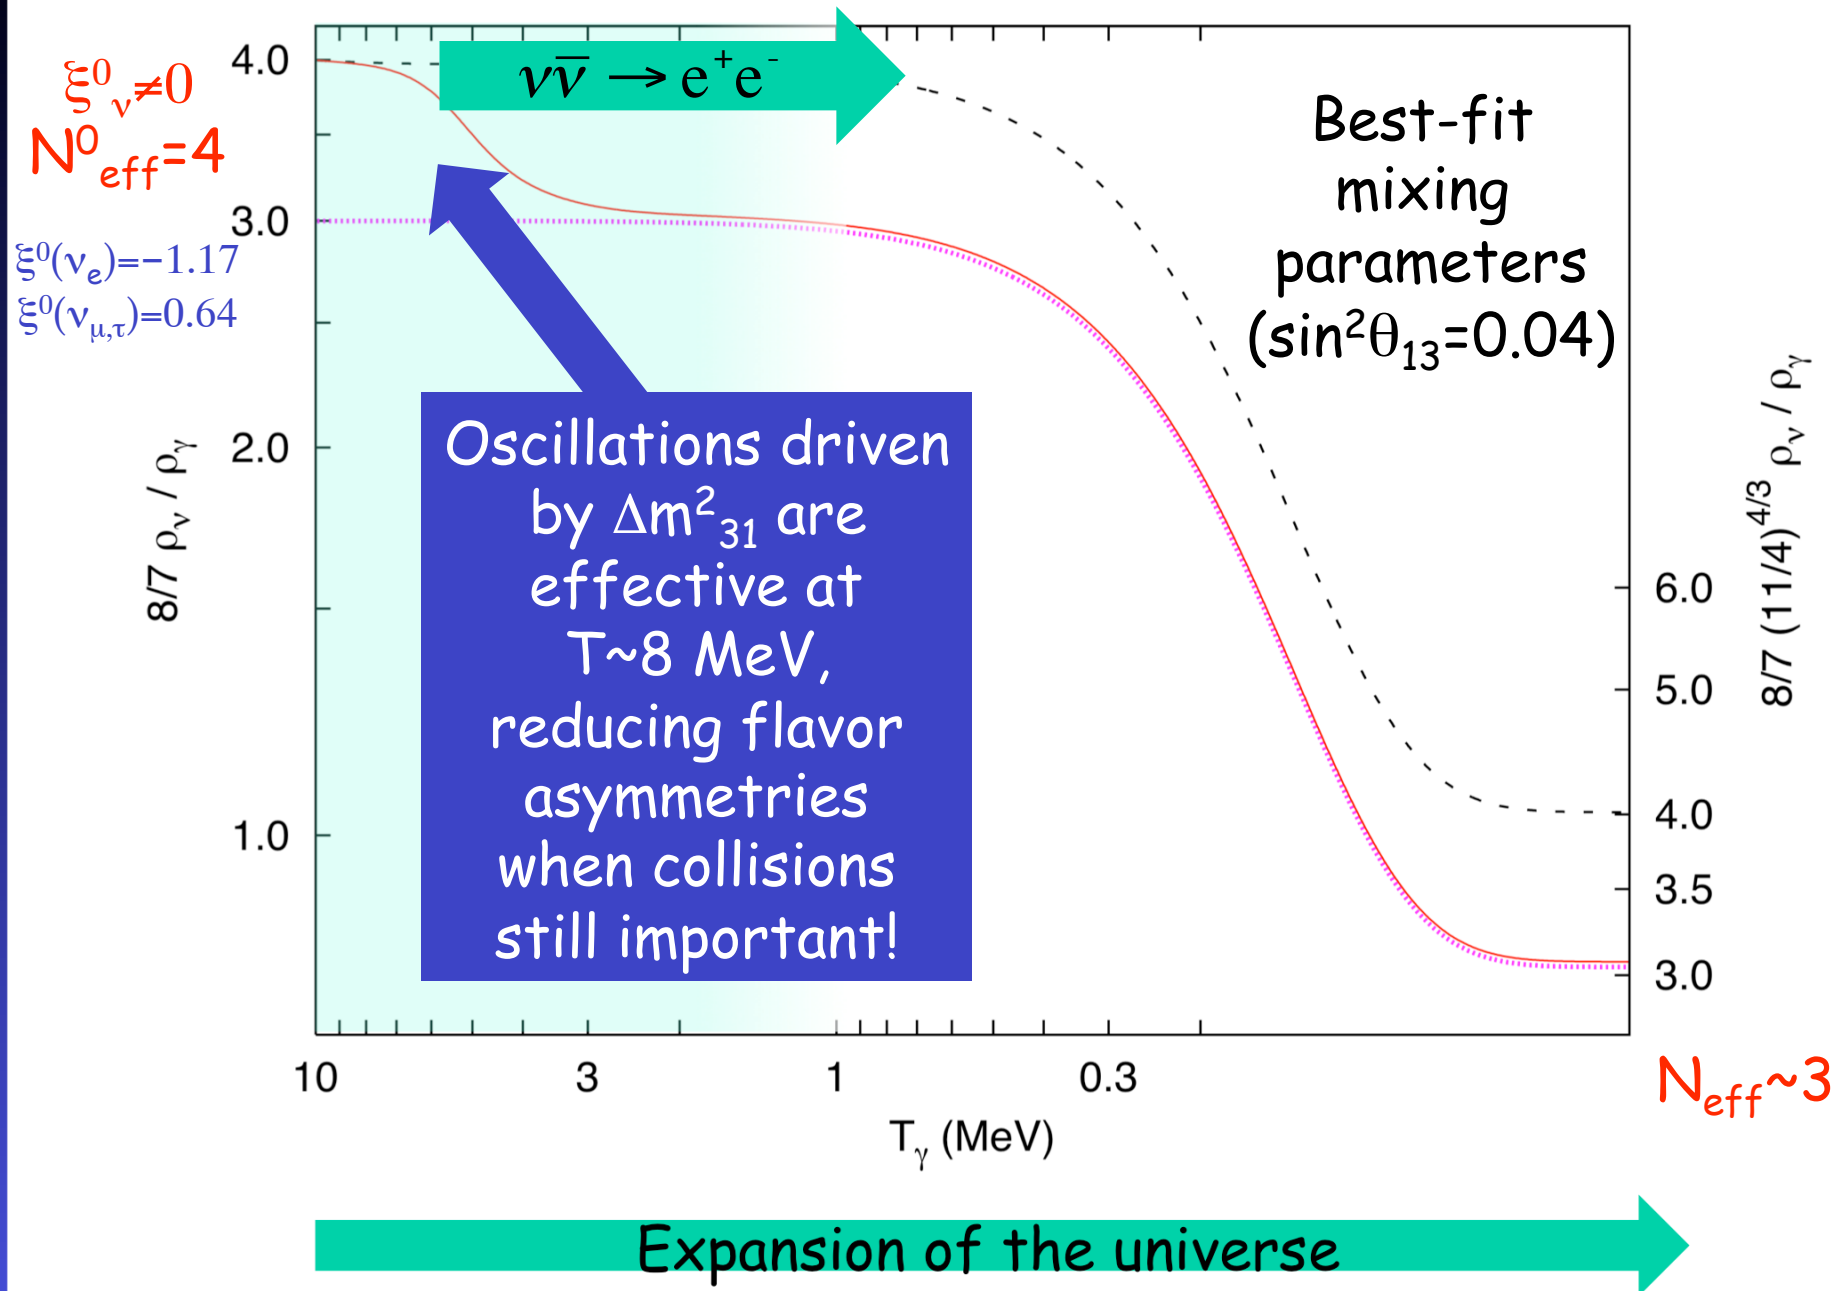 ξ⁰ᵥ≠0
N⁰eff=4
ξ⁰(νe)=−1.17
ξ⁰(νμ,τ)=0.64
νν̅ → e⁺e⁻
Best-fit
mixing
parameters
(sin²θ₁₃=0.04)
Oscillations driven
by Δm²₃₁ are
effective at
T~8 MeV,
reducing flavor
asymmetries
when collisions
still important!
8/7 ρν / ργ
4.0
3.0
2.0
1.0
8/7 (11/4)⁴ᐟ³ ρν / ργ
6.0
5.0
4.0
3.5
3.0
10 3 1 0.3
Tγ (MeV)
Neff~3
Expansion of the universe